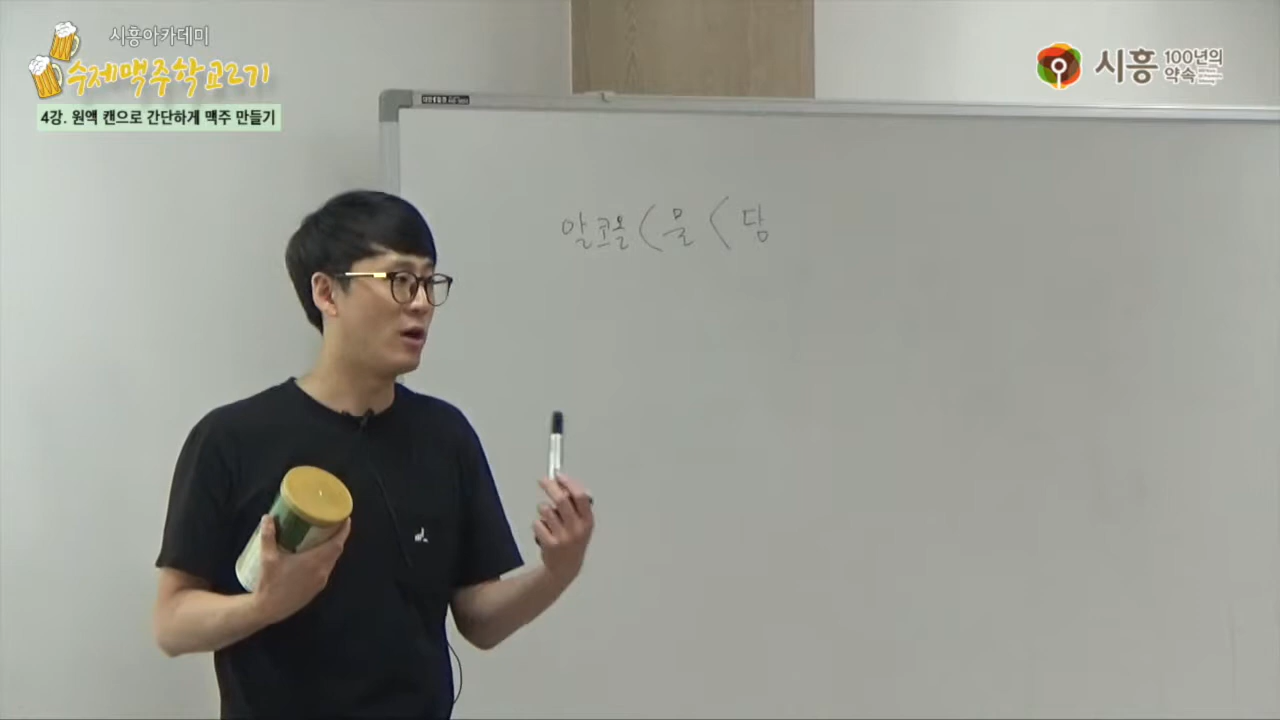 시흥아카데미
수제맥주학교2기
4강. 원액 캔으로 간단하게 맥주 만들기
시흥 100년의 약속
알코올 < 물 < 당